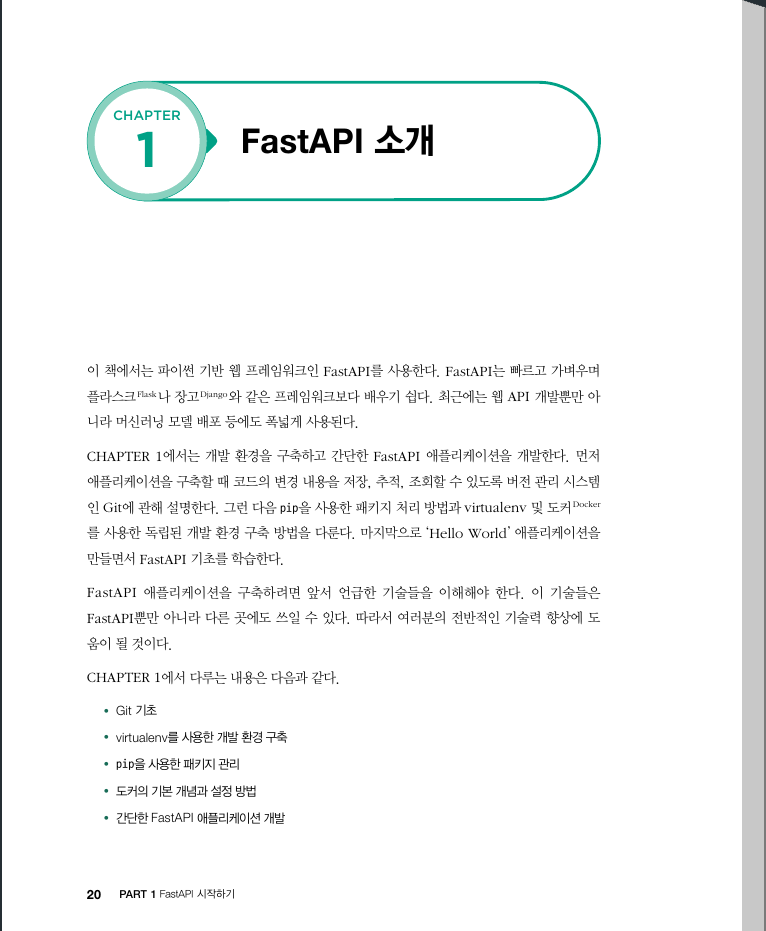 CHAPTER
1
FastAPI 소개
이 책에서는 파이썬 기반 웹 프레임워크인 FastAPI를 사용한다. FastAPI는 빠르고 가벼우며
플라스크Flask나 장고Django와 같은 프레임워크보다 배우기 쉽다. 최근에는 웹 API 개발뿐만 아
니라 머신러닝 모델 배포 등에도 폭넓게 사용된다.
CHAPTER 1에서는 개발 환경을 구축하고 간단한 FastAPI 애플리케이션을 개발한다. 먼저
애플리케이션을 구축할 때 코드의 변경 내용을 저장, 추적, 조회할 수 있도록 버전 관리 시스템
인 Git에 관해 설명한다. 그런 다음 pip을 사용한 패키지 처리 방법과 virtualenv 및 도커Docker
를 사용한 독립된 개발 환경 구축 방법을 다룬다. 마지막으로 ‘Hello World’ 애플리케이션을
만들면서 FastAPI 기초를 학습한다.
FastAPI 애플리케이션을 구축하려면 앞서 언급한 기술들을 이해해야 한다. 이 기술들은
FastAPI뿐만 아니라 다른 곳에도 쓰일 수 있다. 따라서 여러분의 전반적인 기술력 향상에 도
움이 될 것이다.
CHAPTER 1에서 다루는 내용은 다음과 같다.
• Git 기초
• virtualenv를 사용한 개발 환경 구축
• pip을 사용한 패키지 관리
• 도커의 기본 개념과 설정 방법
• 간단한 FastAPI 애플리케이션 개발
20 PART 1 FastAPI 시작하기